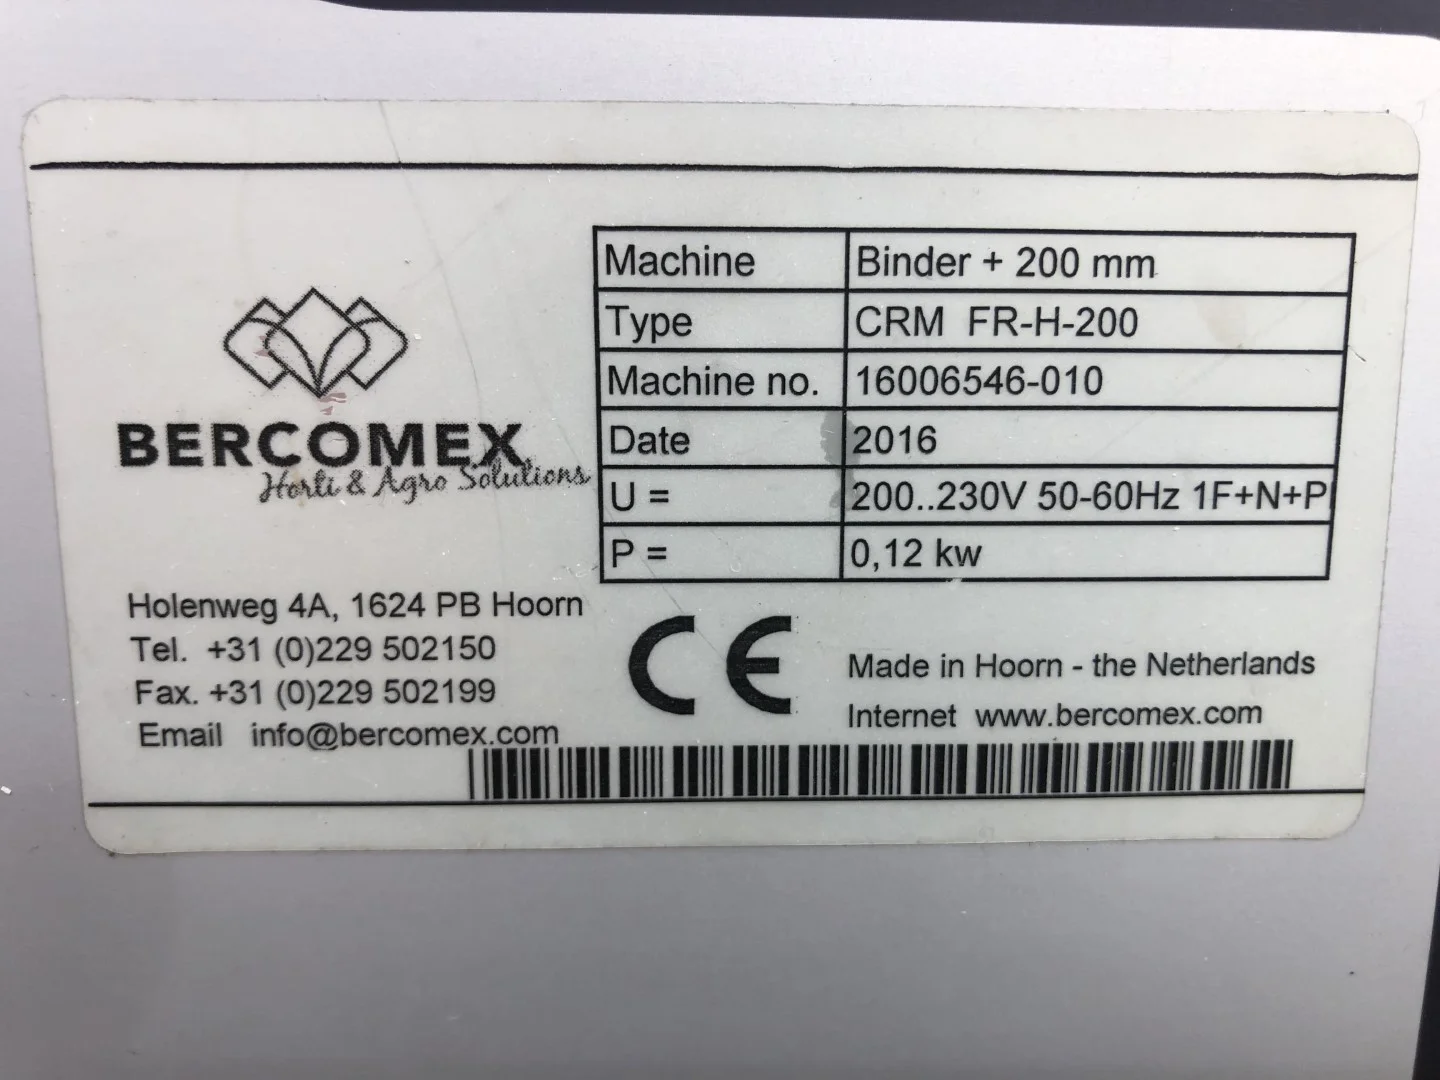 BERCOMEX
Horti & Agro Solutions
Machine Binder + 200 mm
Type CRM FR-H-200
Machine no. 16006546-010
Date 2016
U = 200..230V 50-60Hz 1F+N+P
P = 0,12 kw
Holenweg 4A, 1624 PB Hoorn
Tel. +31 (0)229 502150
Fax. +31 (0)229 502199
Email info@bercomex.com
CE
Made in Hoorn - the Netherlands
Internet www.bercomex.com